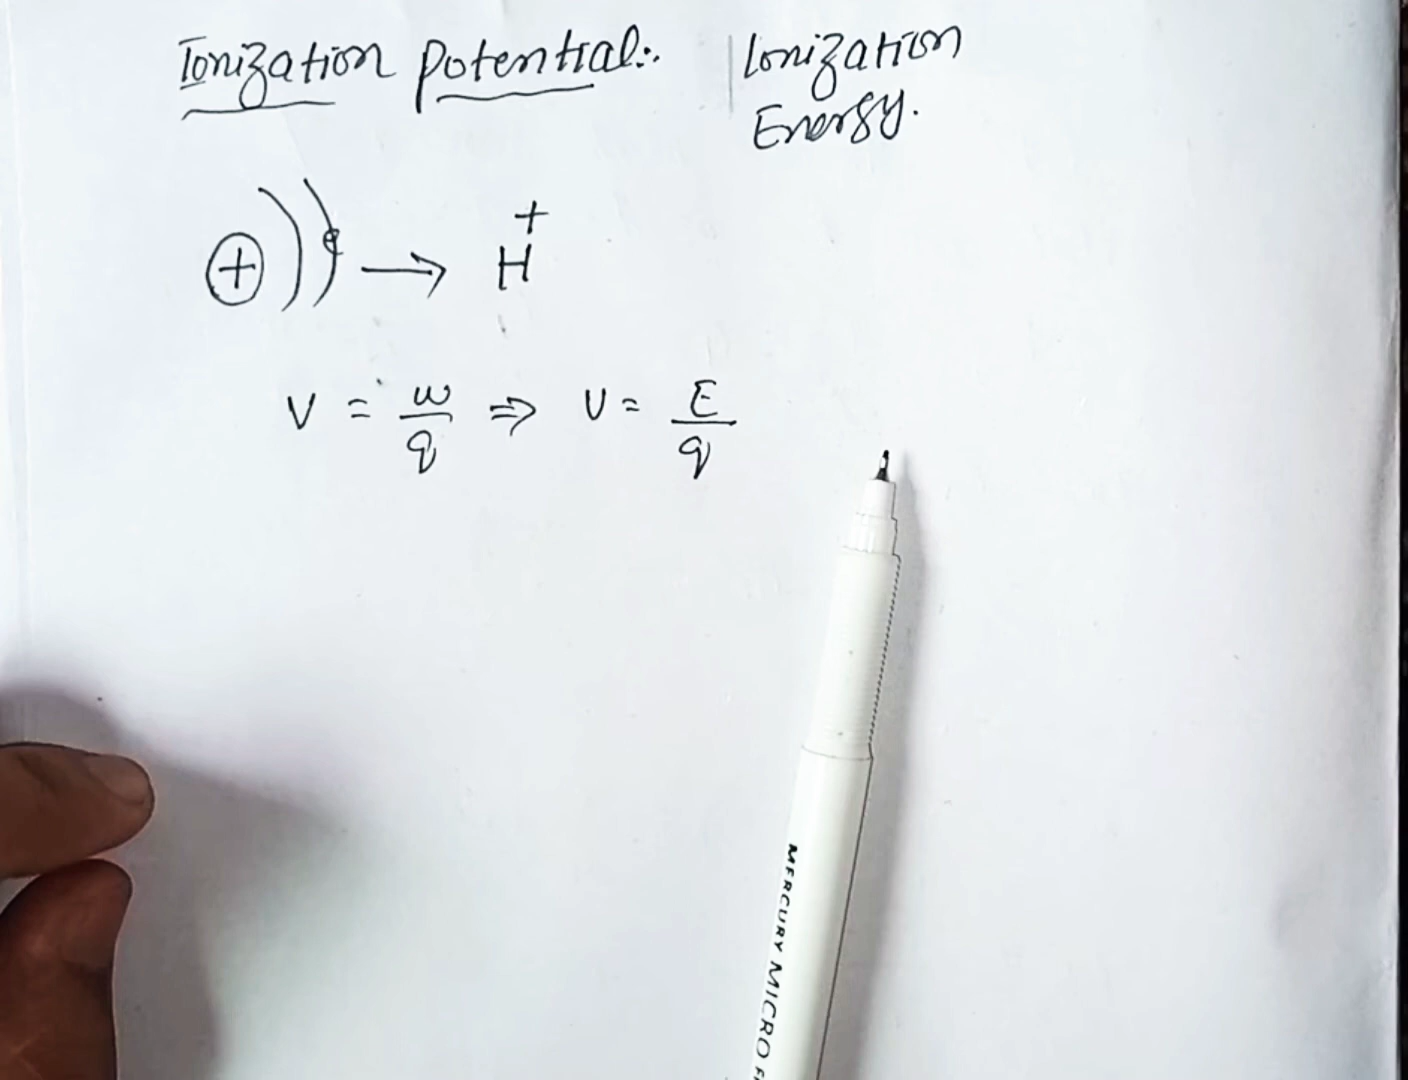 Ionization Potential:. | Ionization
Energy.
+ e → H⁺
V = w/q ⇒ V = E/q
MERCURY MICRO